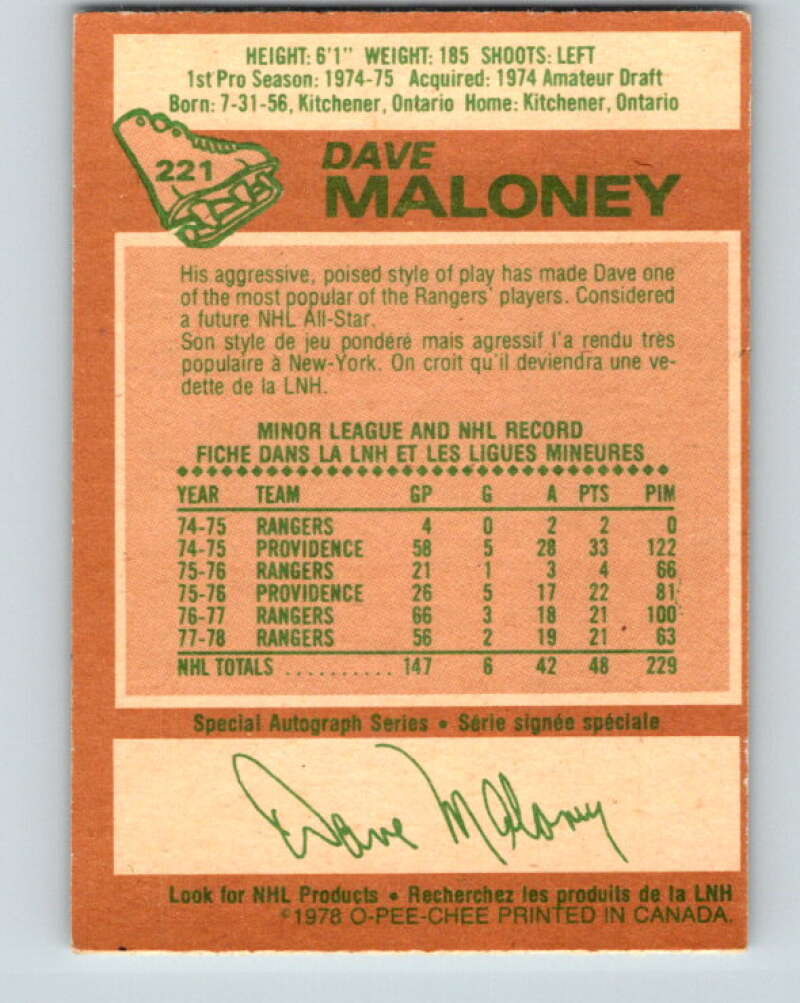 HEIGHT: 6'1" WEIGHT: 185 SHOOTS: LEFT
1st Pro Season: 1974-75 Acquired: 1974 Amateur Draft
Born: 7-31-56, Kitchener, Ontario Home: Kitchener, Ontario
221
DAVE
MALONEY
His aggressive, poised style of play has made Dave one
of the most popular of the Rangers' players. Considered
a future NHL All-Star.
Son style de jeu pondéré mais agressif l'a rendu très
populaire à New-York. On croit qu'il deviendra une ve-
dette de la LNH.
MINOR LEAGUE AND NHL RECORD
FICHE DANS LA LNH ET LES LIGUES MINEURES
YEAR TEAM GP G A PTS PIM
74-75 RANGERS 4 0 2 2 0
74-75 PROVIDENCE 58 5 28 33 122
75-76 RANGERS 21 1 3 4 66
75-76 PROVIDENCE 26 5 17 22 81
76-77 RANGERS 66 3 18 21 100
77-78 RANGERS 56 2 19 21 63
NHL TOTALS .......... 147 6 42 48 229
Special Autograph Series • Série signée spéciale
Dave Maloney
Look for NHL Products • Recherchez les produits de la LNH
©1978 O-PEE-CHEE PRINTED IN CANADA.